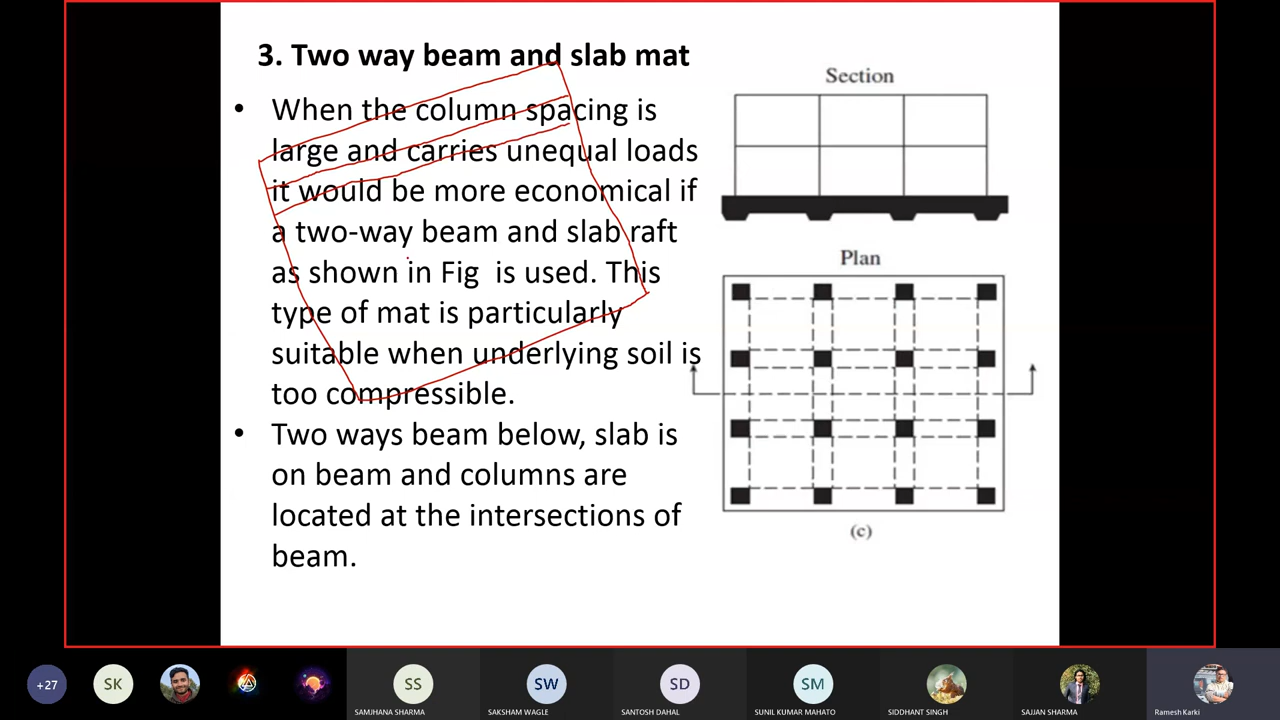 3. Two way beam and slab mat
• When the column spacing is
large and carries unequal loads
it would be more economical if
a two-way beam and slab raft
as shown in Fig is used. This
type of mat is particularly
suitable when underlying soil is
too compressible.
• Two ways beam below, slab is
on beam and columns are
located at the intersections of
beam.
Section
Plan
(c)
+27
SK
SS
SAMJHANA SHARMA
SW
SAKSHAM WAGLE
SD
SANTOSH DAHAL
SM
SUNIL KUMAR MAHATO
SIDDHANT SINGH
SAJJAN SHARMA
Ramesh Karki